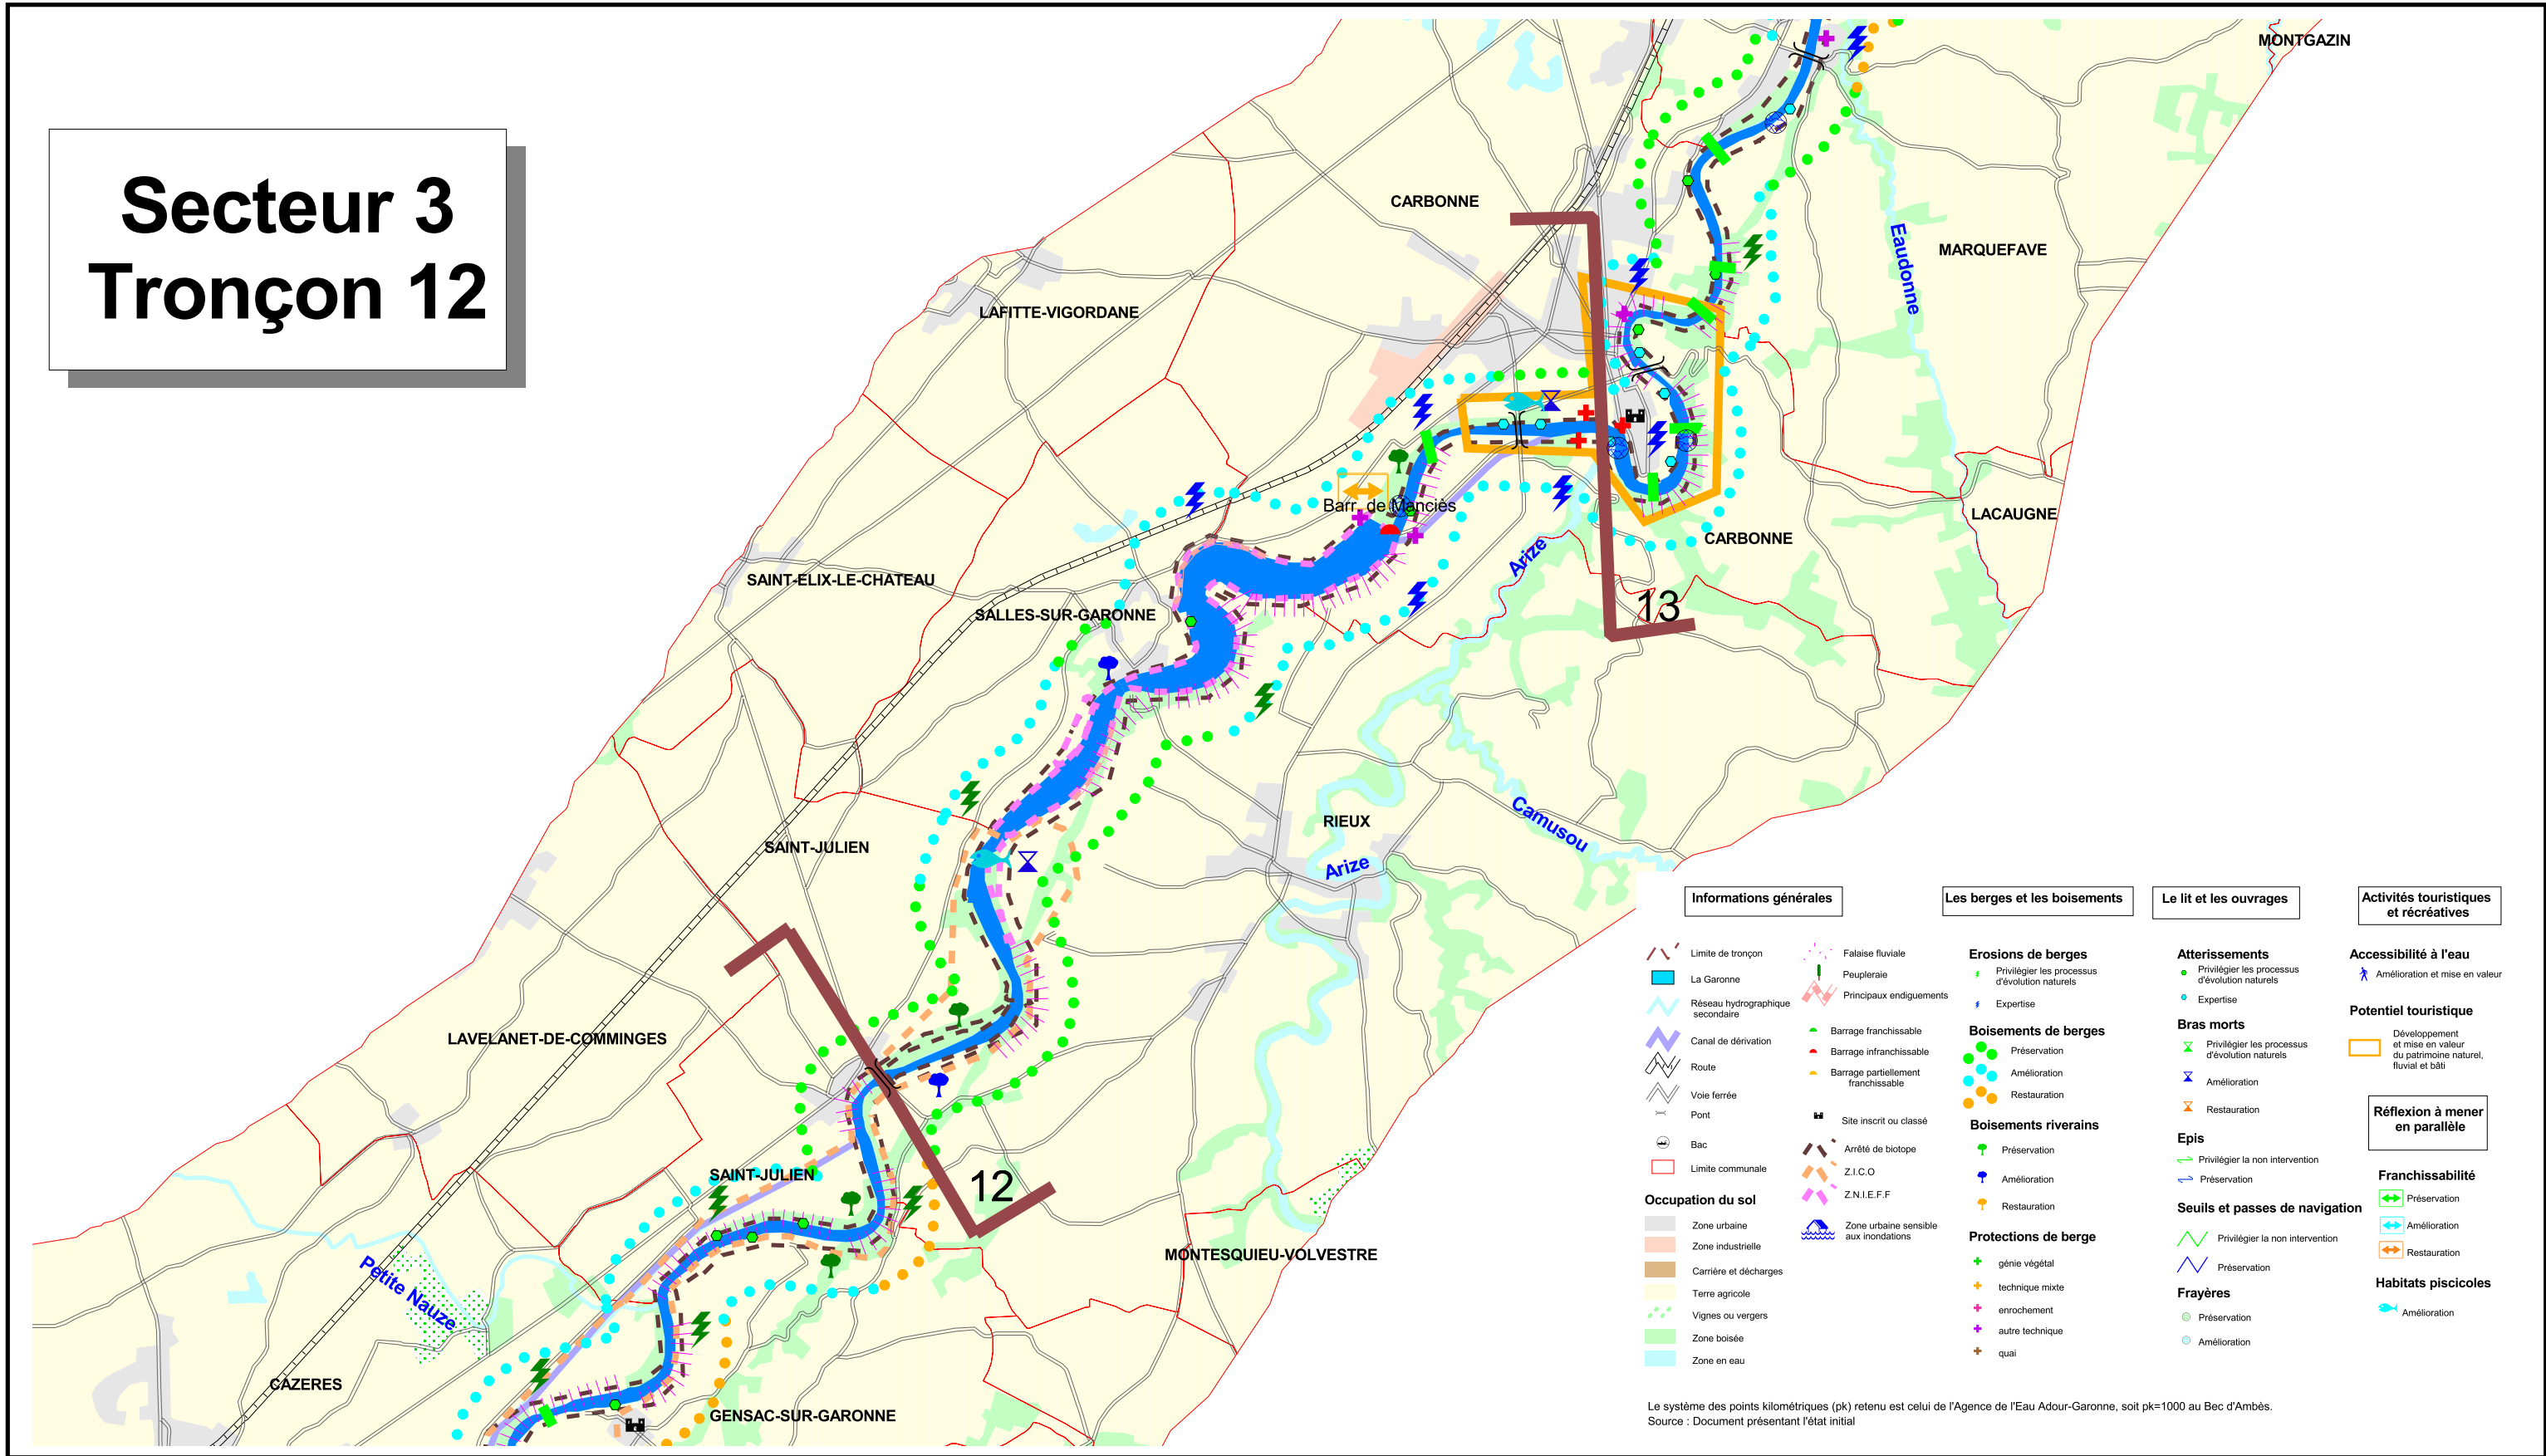 Secteur 3
Tronçon 12
MONTGAZIN
CARBONNE
MARQUEFAVE
Eaudonne
LAFITTE-VIGORDANE
Barr. de Manciès
LACAUGNE
CARBONNE
Arize
SAINT-ELIX-LE-CHATEAU
SALLES-SUR-GARONNE
13
RIEUX
Camusou
SAINT-JULIEN
Arize
LAVELANET-DE-COMMINGES
SAINT-JULIEN
12
MONTESQUIEU-VOLVESTRE
Petite Nauze
CAZERES
GENSAC-SUR-GARONNE
Informations générales
Limite de tronçon
La Garonne
Réseau hydrographique
secondaire
Canal de dérivation
Route
Voie ferrée
Pont
Bac
Limite communale
Occupation du sol
Zone urbaine
Zone industrielle
Carrière et décharges
Terre agricole
Vignes ou vergers
Zone boisée
Zone en eau
Falaise fluviale
Peupleraie
Principaux endiguements
Barrage franchissable
Barrage infranchissable
Barrage partiellement
franchissable
Site inscrit ou classé
Arrêté de biotope
Z.I.C.O
Z.N.I.E.F.F
Zone urbaine sensible
aux inondations
Les berges et les boisements
Erosions de berges
Privilégier les processus
d'évolution naturels
Expertise
Boisements de berges
Préservation
Amélioration
Restauration
Boisements riverains
Préservation
Amélioration
Restauration
Protections de berge
génie végétal
technique mixte
enrochement
autre technique
quai
Le lit et les ouvrages
Atterissements
Privilégier les processus
d'évolution naturels
Expertise
Bras morts
Privilégier les processus
d'évolution naturels
Amélioration
Restauration
Epis
Privilégier la non intervention
Préservation
Seuils et passes de navigation
Privilégier la non intervention
Préservation
Frayères
Préservation
Amélioration
Activités touristiques
et récréatives
Accessibilité à l'eau
Amélioration et mise en valeur
Potentiel touristique
Développement
et mise en valeur
du patrimoine naturel,
fluvial et bâti
Réflexion à mener
en parallèle
Franchissabilité
Préservation
Amélioration
Restauration
Habitats piscicoles
Amélioration
Le système des points kilométriques (pk) retenu est celui de l'Agence de l'Eau Adour-Garonne, soit pk=1000 au Bec d'Ambès.
Source : Document présentant l'état initial